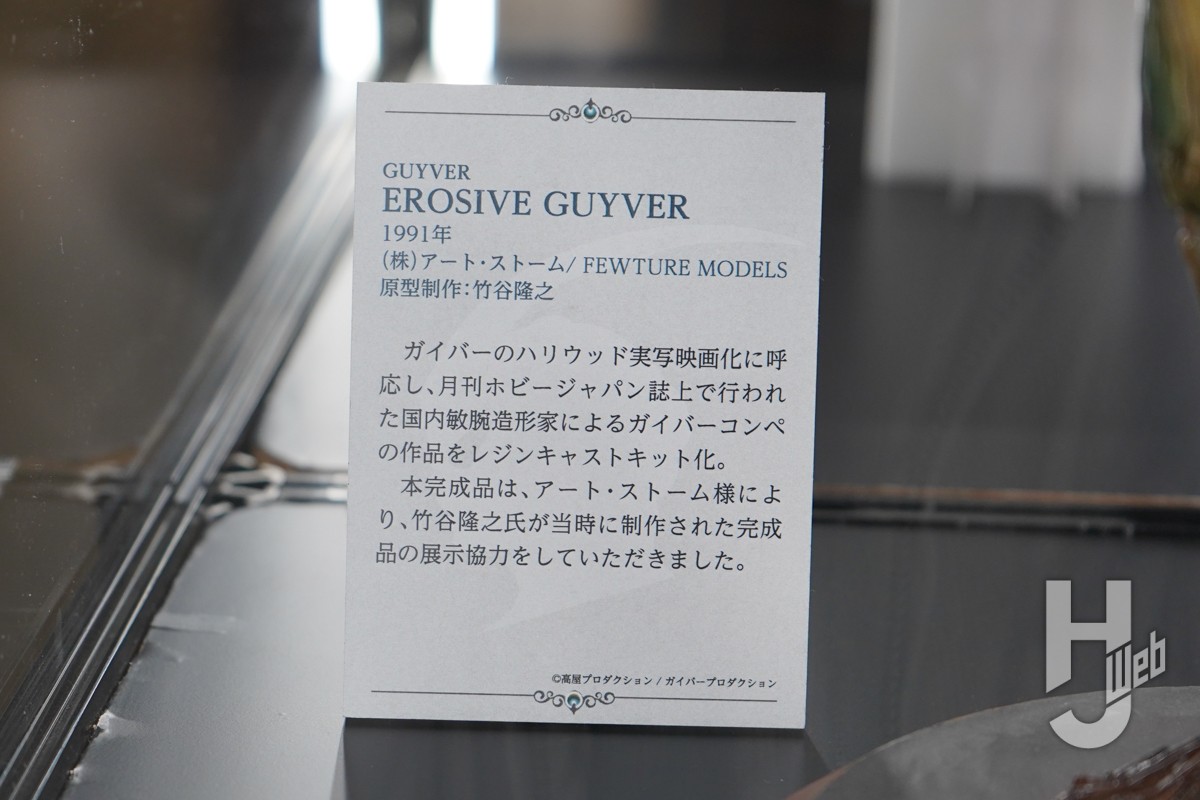 GUYVER
EROSIVE GUYVER
1991年
(株)アート・ストーム/ FEWTURE MODELS
原型制作:竹谷隆之
ガイバーのハリウッド実写映画化に呼
応し、月刊ホビージャパン誌上で行われ
た国内敏腕造形家によるガイバーコンペ
の作品をレジンキャストキット化。
本完成品は、アート・ストーム様によ
り、竹谷隆之氏が当時に制作された完成
品の展示協力をしていただきました。
©高屋プロダクション / ガイバープロダクション
HJ Web